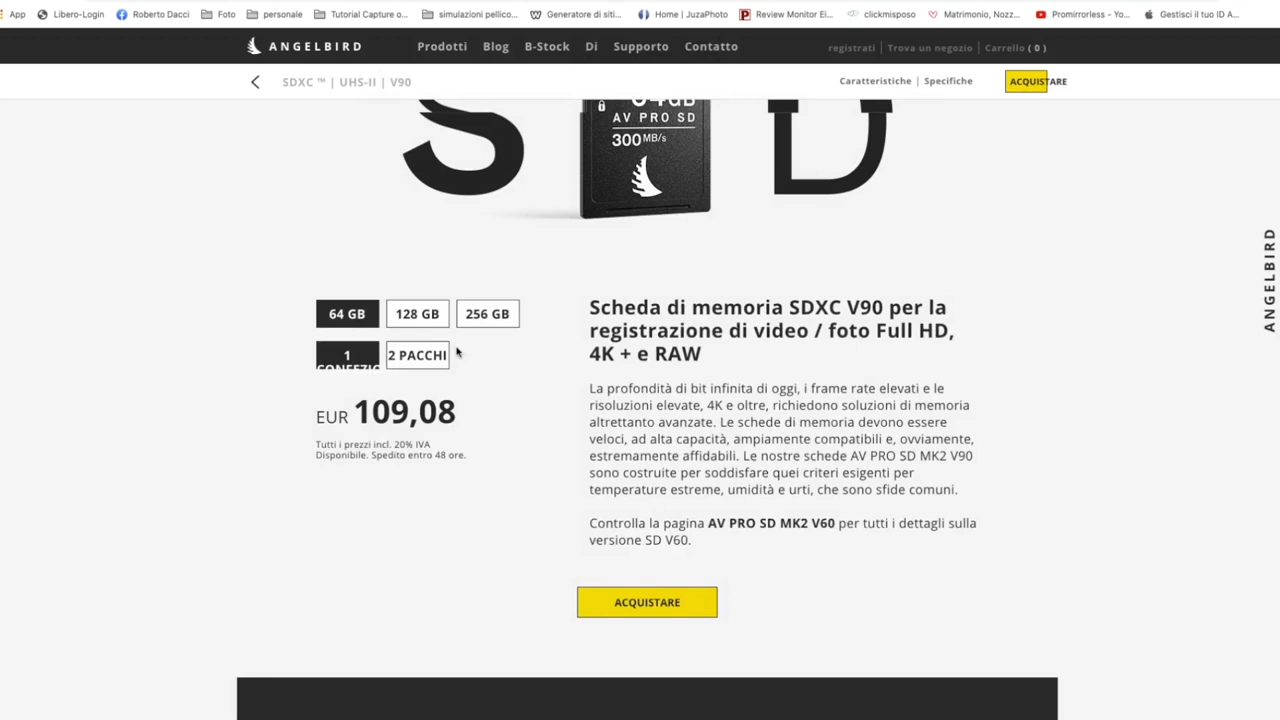 App Libero-Login Roberto Dacci Foto personale Tutorial Capture o... simulazioni pellico... Generatore di siti... Home | JuzaPhoto Review Monitor Ei... clickmisposo Matrimonio, Nozz... Promirrorless - Yo... Gestisci il tuo ID A...
ANGELBIRD Prodotti Blog B-Stock Di Supporto Contatto registrati | Trova un negozio | Carrello ( 0 )
SDXC ™ | UHS-II | V90 Caratteristiche | Specifiche ACQUISTARE
S D
64GB
AV PRO SD
300 MB/s
ANGELBIRD
64 GB 128 GB 256 GB
1 CONFEZIO
2 PACCHI
EUR 109,08
Tutti i prezzi incl. 20% IVA
Disponibile. Spedito entro 48 ore.
Scheda di memoria SDXC V90 per la
registrazione di video / foto Full HD,
4K + e RAW
La profondità di bit infinita di oggi, i frame rate elevati e le
risoluzioni elevate, 4K e oltre, richiedono soluzioni di memoria
altrettanto avanzate. Le schede di memoria devono essere
veloci, ad alta capacità, ampiamente compatibili e, ovviamente,
estremamente affidabili. Le nostre schede AV PRO SD MK2 V90
sono costruite per soddisfare quei criteri esigenti per
temperature estreme, umidità e urti, che sono sfide comuni.
Controlla la pagina AV PRO SD MK2 V60 per tutti i dettagli sulla
versione SD V60.
ACQUISTARE